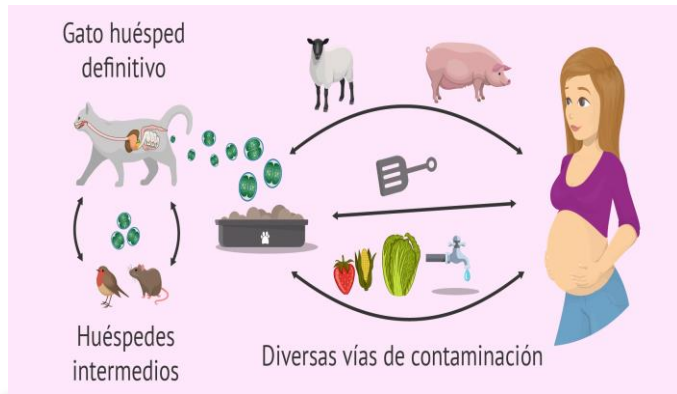 Gato huésped
definitivo
Huéspedes
intermedios
Diversas vías de contaminación